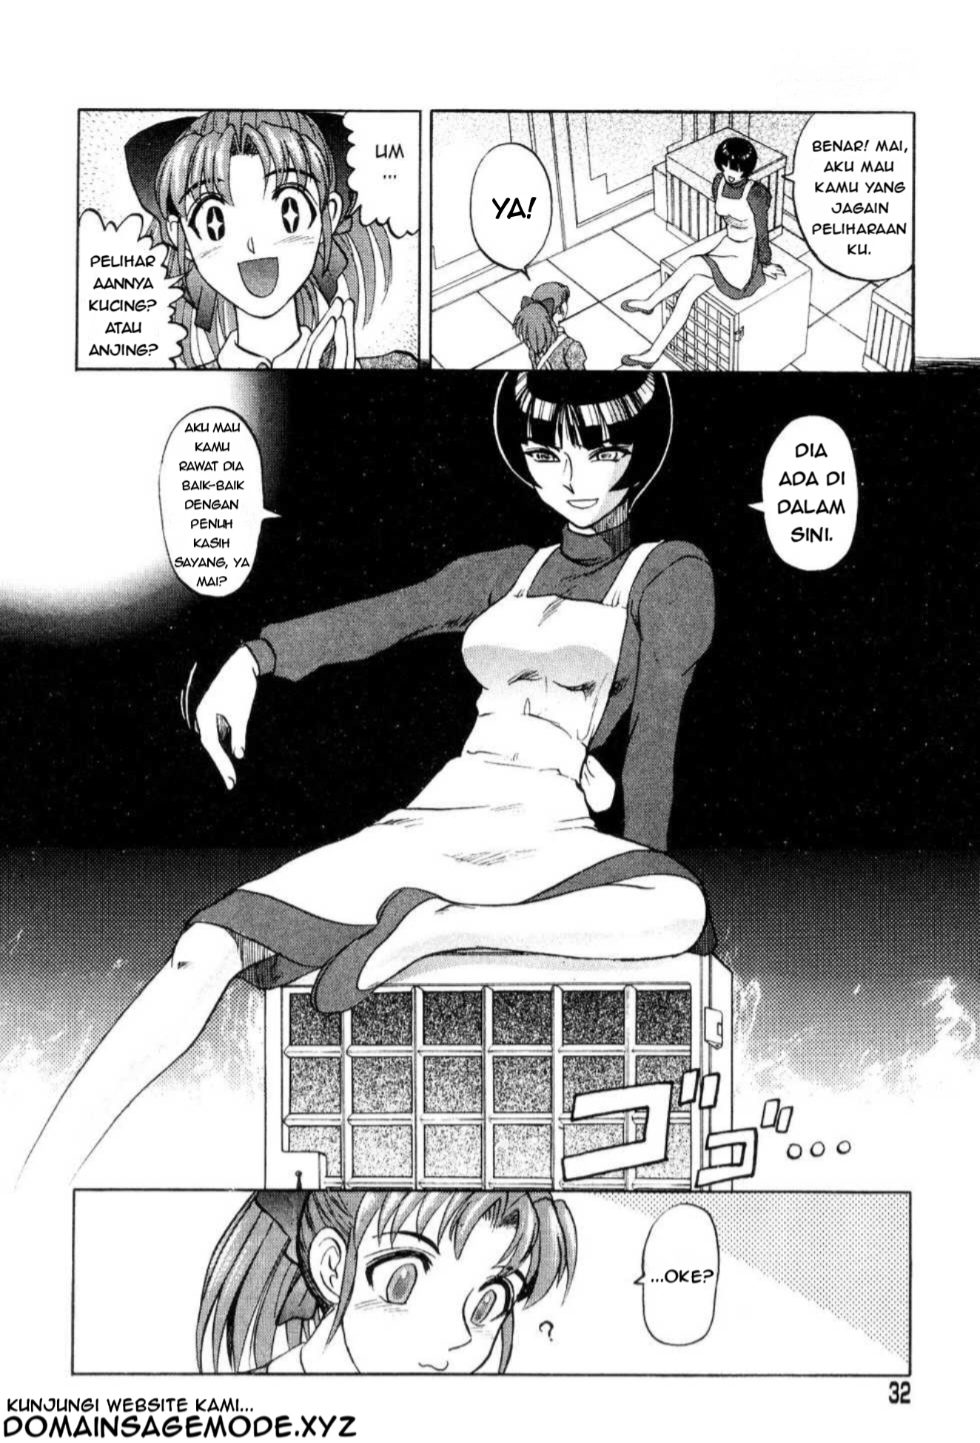 BENAR! MAI,
AKU MAU
KAMU YANG
JAGAIN
PELIHARAAN
KU.
YA!
UM
...
PELIHAR
AANNYA
KUCING?
ATAU
ANJING?
DIA
ADA DI
DALAM
SINI.
AKU MAU
KAMU
RAWAT DIA
BAIK-BAIK
DENGAN
PENUH
KASIH
SAYANG, YA
MAI?
ゴゴ...
...OKE?
?
32
KUNJUNGI WEBSITE KAMI...
DOMAINSAGEMODE.XYZ